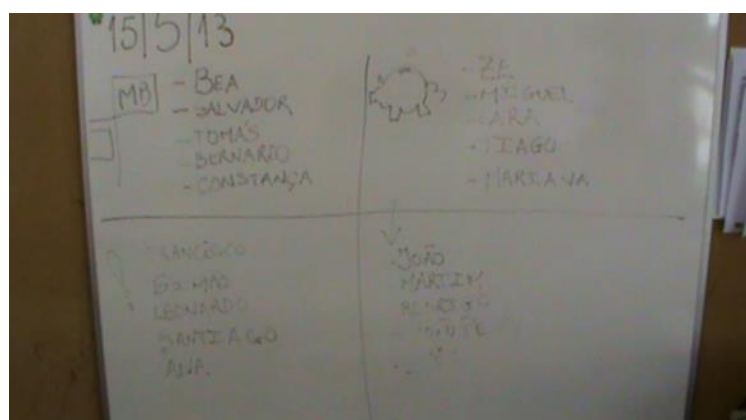 15|5|13
MB
- BEA
- SALVADOR
- TOMÁS
- BERNARDO
- CONSTANÇA
- ZÉ
- MIGUEL
- LARA
- TIAGO
- MARIANA
FRANCISCO
LEONARDO
SANTIAGO
ANA
JOÃO
MARTIM